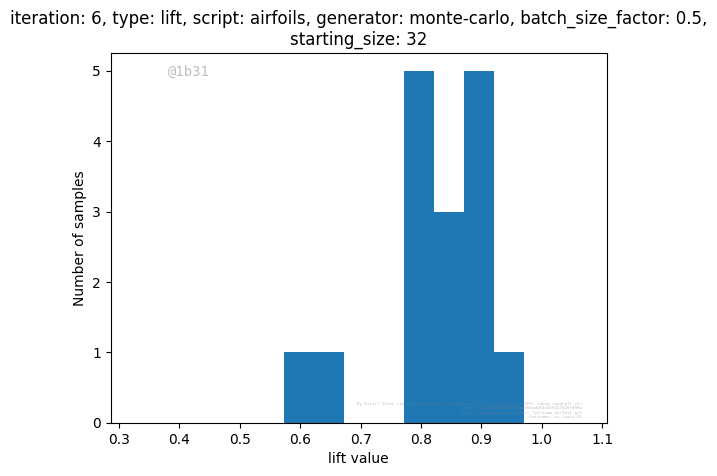 iteration: 6, type: lift, script: airfoils, generator: monte-carlo, batch_size_factor: 0.5,
starting_size: 32
@1b31
5
4
3
2
1
0
Number of samples
0.3 0.4 0.5 0.6 0.7 0.8 0.9 1.0 1.1
lift value